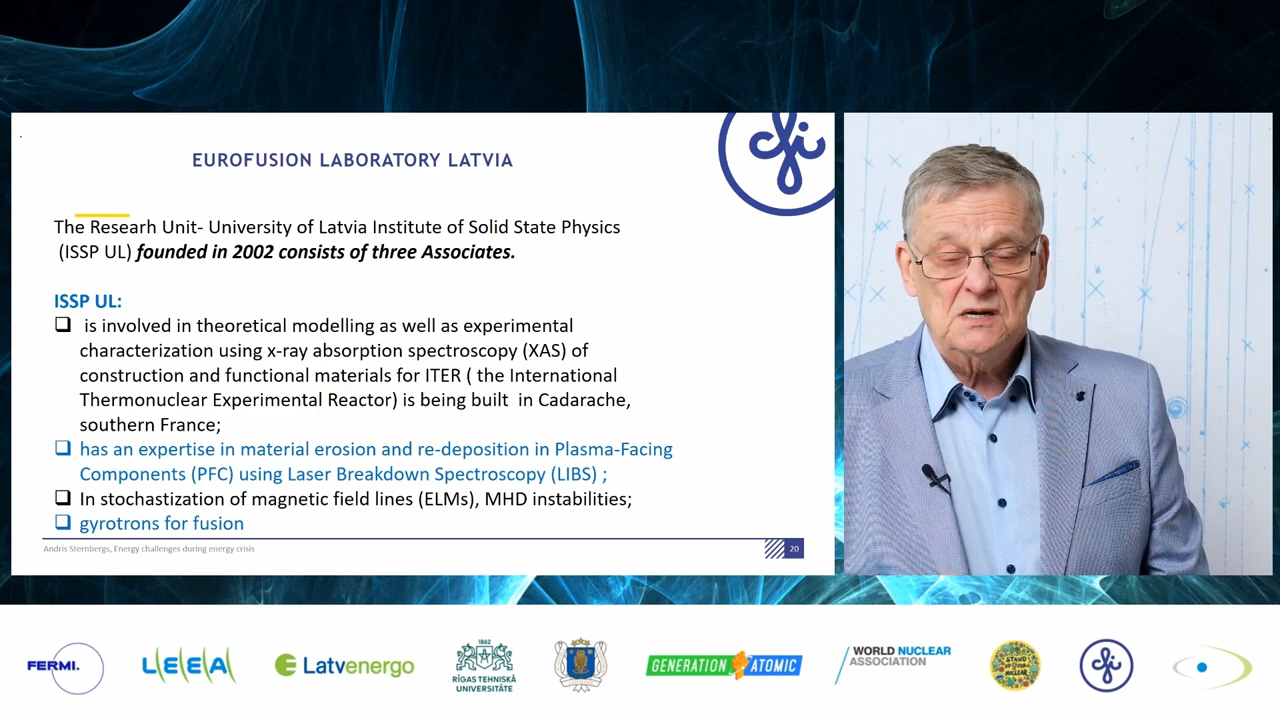 EUROFUSION LABORATORY LATVIA
The Researh Unit- University of Latvia Institute of Solid State Physics
(ISSP UL) founded in 2002 consists of three Associates.
ISSP UL:
is involved in theoretical modelling as well as experimental
characterization using x-ray absorption spectroscopy (XAS) of
construction and functional materials for ITER ( the International
Thermonuclear Experimental Reactor) is being built in Cadarache,
southern France;
has an expertise in material erosion and re-deposition in Plasma-Facing
Components (PFC) using Laser Breakdown Spectroscopy (LIBS) ;
In stochastization of magnetic field lines (ELMs), MHD instabilities;
gyrotrons for fusion
Andris Sternbergs, Energy challenges during energy crisis
20
FERMI.
LEEA
Latvenergo
1862
RĪGAS TEHNISKĀ
UNIVERSITĀTE
GENERATION ATOMIC
WORLD NUCLEAR
ASSOCIATION
STAND
UP FOR
NUCLEAR